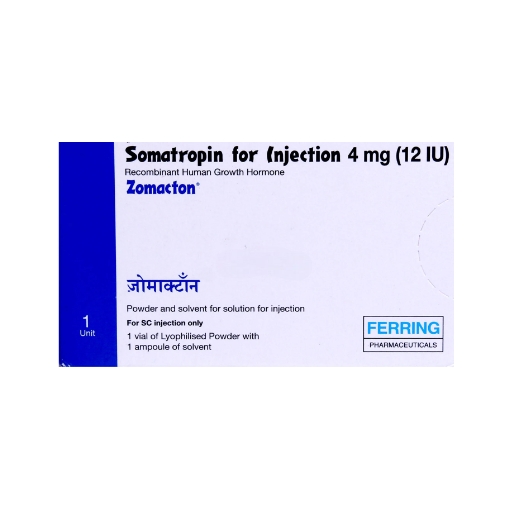 Somatropin for Injection 4 mg (12 IU)
Recombinant Human Growth Hormone
Zomacton®
ज़ोमाक्टॉंन
Powder and solvent for solution for injection
For SC injection only
1 vial of Lyophilised Powder with
1 ampoule of solvent
1
Unit
FERRING
PHARMACEUTICALS